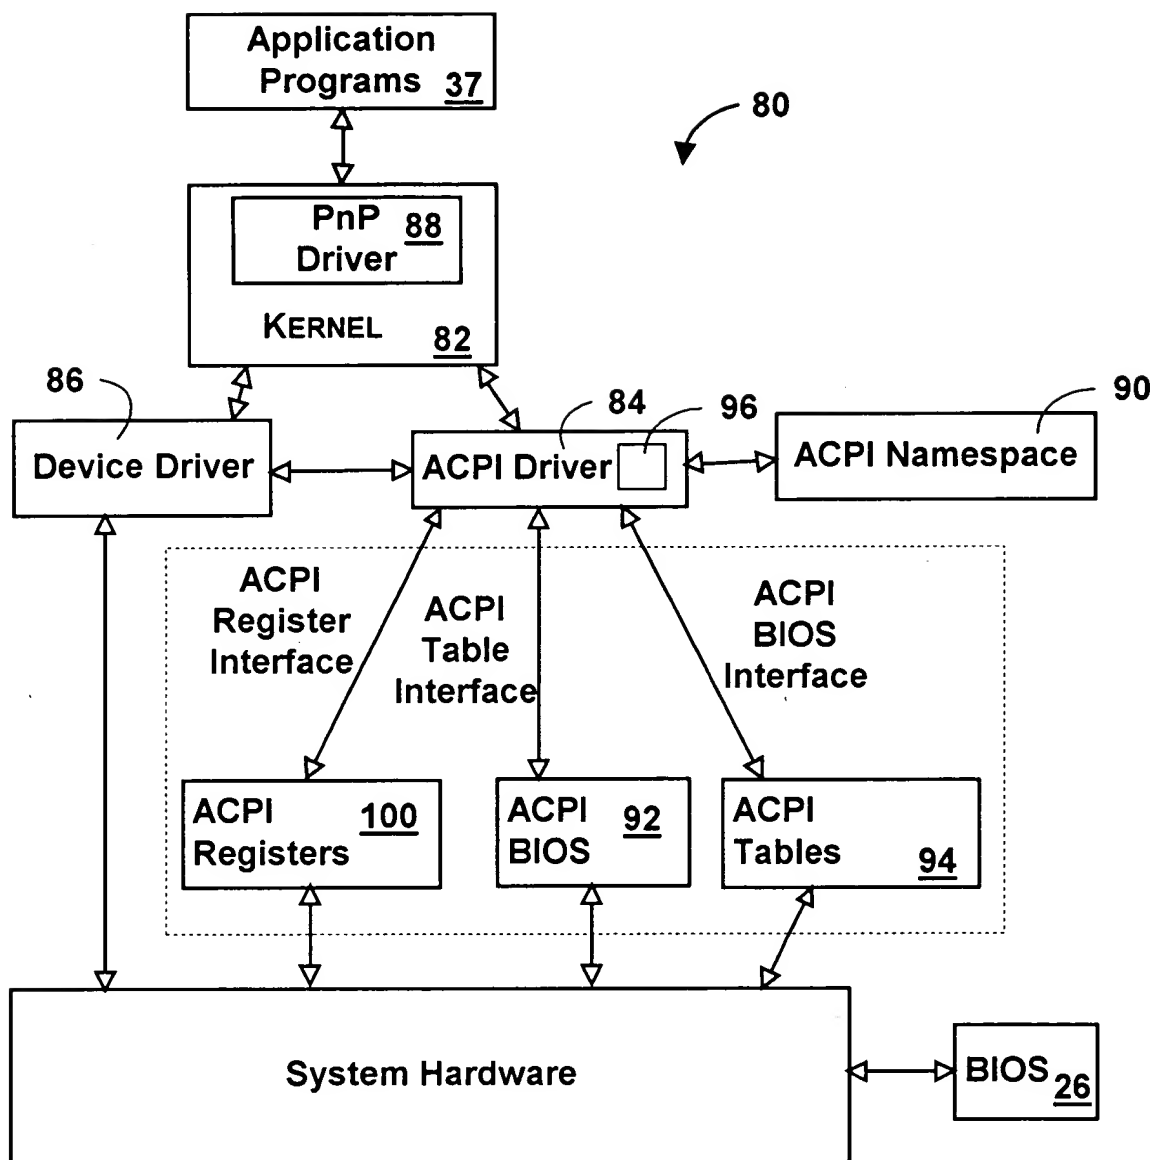 Application
Programs 37
80
PnP 88
Driver
KERNEL 82
86
84
96
90
Device Driver
ACPI Driver
ACPI Namespace
ACPI
Register
Interface
ACPI
Table
Interface
ACPI
BIOS
Interface
ACPI 100
Registers
ACPI 92
BIOS
ACPI
Tables 94
System Hardware
BIOS 26